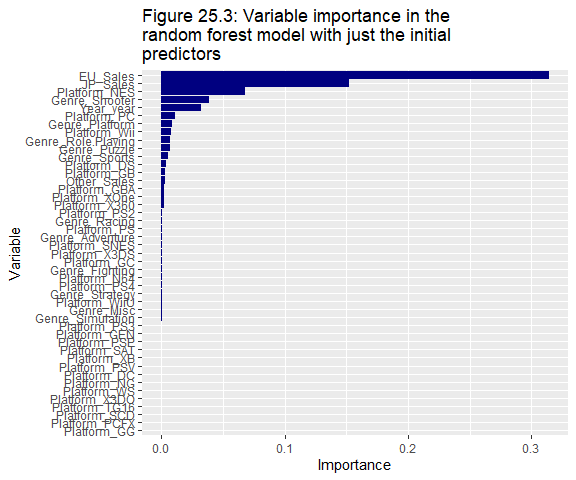 Figure 25.3: Variable importance in the
random forest model with just the initial
predictors
EU_Sales
JP_Sales
Platform_NES
Genre_Shooter
Year_year
Platform_PC
Genre_Platform
Platform_Wii
Genre_Role.Playing
Genre_Puzzle
Genre_Sports
Platform_DS
Platform_GB
Other_Sales
Platform_GBA
Platform_XOne
Platform_X360
Platform_PS2
Genre_Racing
Platform_PS
Genre_Adventure
Platform_SNES
Platform_X3DS
Platform_GC
Genre_Fighting
Platform_N64
Platform_PS4
Genre_Strategy
Platform_WiiU
Genre_Misc
Genre_Simulation
Platform_PS3
Platform_GEN
Platform_PSP
Platform_SAT
Platform_XB
Platform_PSV
Platform_DC
Platform_NG
Platform_WS
Platform_X3DO
Platform_TG16
Platform_SCD
Platform_PCFX
Platform_GG
Variable
0.0 0.1 0.2 0.3
Importance